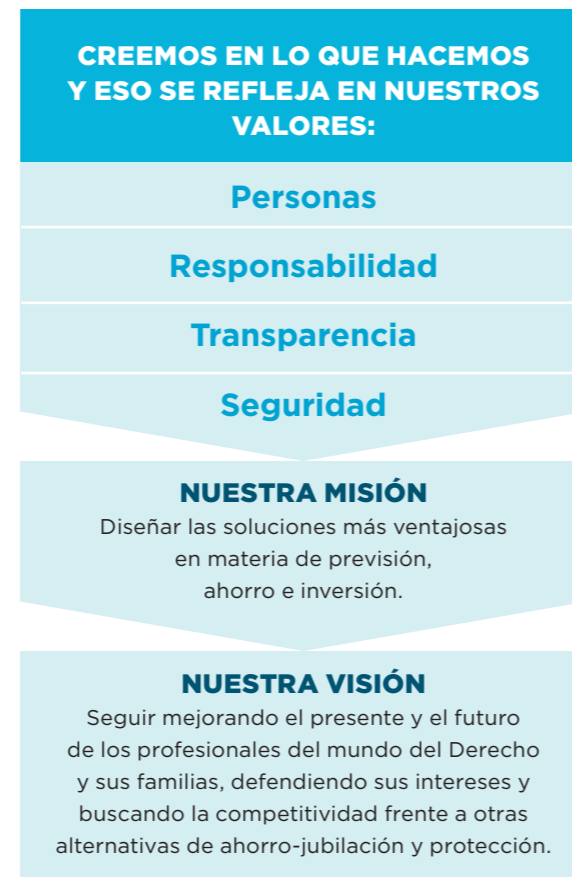 CREEMOS EN LO QUE HACEMOS
Y ESO SE REFLEJA EN NUESTROS
VALORES:
Personas
Responsabilidad
Transparencia
Seguridad
NUESTRA MISIÓN
Diseñar las soluciones más ventajosas
en materia de previsión,
ahorro e inversión.
NUESTRA VISIÓN
Seguir mejorando el presente y el futuro
de los profesionales del mundo del Derecho
y sus familias, defendiendo sus intereses y
buscando la competitividad frente a otras
alternativas de ahorro-jubilación y protección.